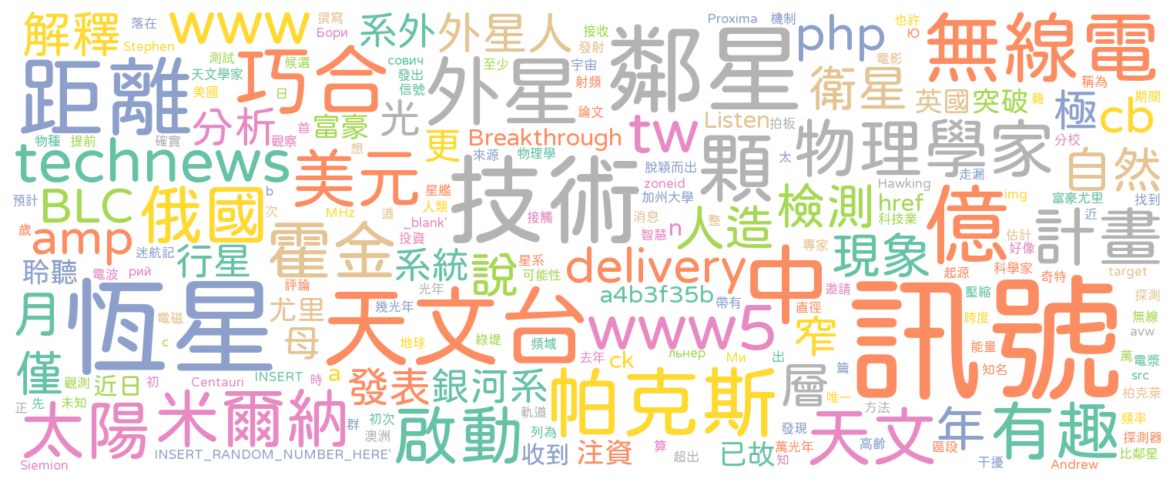 解釋 www 落在 撰寫 Бори 系外 外星人 接收 發射 鄰星 Proxima 機制 php 也許 Ю 無線電
Stephen 測試 候選 сович 至少 宇宙 電影
距離 天文學家 巧合 發出 信號 外星 射頻 衛星 稱為
美國 日 光 論文 英國 突破 難 極 期間 cb
物種 提前 確實 分析 首 觀察 富豪 更 Breakthrough tw Listen 拍板 分校
technews 想 美元 來源 物理學 技術 脫穎而出 顆 太 物理學家 自然
預計 BLC 俄國 b 次 MHz 道 星艦 人類 _blank' 接觸 zoneid 加州大學 Hawking 走漏 科技業 img 富豪尤里 找到
歲 amp 迷航記 霍金 投資 智慧 消息 n 整 人造 檢測 href 億 估計 近 計畫
聆聽 電波 рий 行星 評論 系統 說 星系 可能性 delivery 專家 中 現象 起源 好像 科學家 奇特 target
月 恆星 尤里 光年 幾光年 a4b3f35b 帶有 直徑 邀請 壓縮 訊號 探測
電磁 c 母 天文台 綠堤 頻域 www5 窄 跨度 無線 avw
僅 觀測 近日 未知 初 Centauri INSERT 時 a 地球 去年 ck льнер Ми 出 層 篇 能量 知名 萬 電漿 src
正 先 太陽 米爾納 群 初次 發表 銀河系 軌道 帕克斯 唯一 方法 年 有趣 柏克萊 頻率
澳洲 啟動 列為 發現 天文 探測器
Siemion INSERT_RANDOM_NUMBER_HERE' 收到 注資 算 超出 已故 萬光年 知 高齡 區段 干擾 Andrew 比鄰星